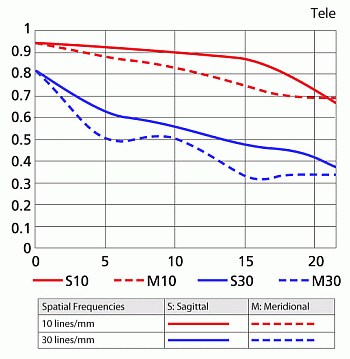 Tele
1
0.9
0.8
0.7
0.6
0.5
0.4
0.3
0.2
0.1
0
0 5 10 15 20
S10 M10 S30 M30
Spatial Frequencies S: Sagittal M: Meridional
10 lines/mm
30 lines/mm